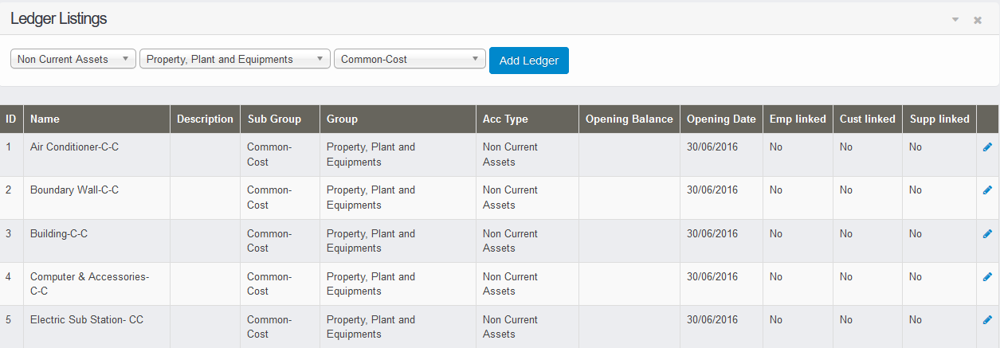 Ledger Listings
Non Current Assets Property, Plant and Equipments Common-Cost Add Ledger
ID Name Description Sub Group Group Acc Type Opening Balance Opening Date Emp linked Cust linked Supp linked
1 Air Conditioner-C-C Common- Property, Plant and Non Current 30/06/2016 No No No
Cost Equipments Assets
2 Boundary Wall-C-C Common- Property, Plant and Non Current 30/06/2016 No No No
Cost Equipments Assets
3 Building-C-C Common- Property, Plant and Non Current 30/06/2016 No No No
Cost Equipments Assets
4 Computer & Accessories- Common- Property, Plant and Non Current 30/06/2016 No No No
C-C Cost Equipments Assets
5 Electric Sub Station- CC Common- Property, Plant and Non Current 30/06/2016 No No No
Cost Equipments Assets